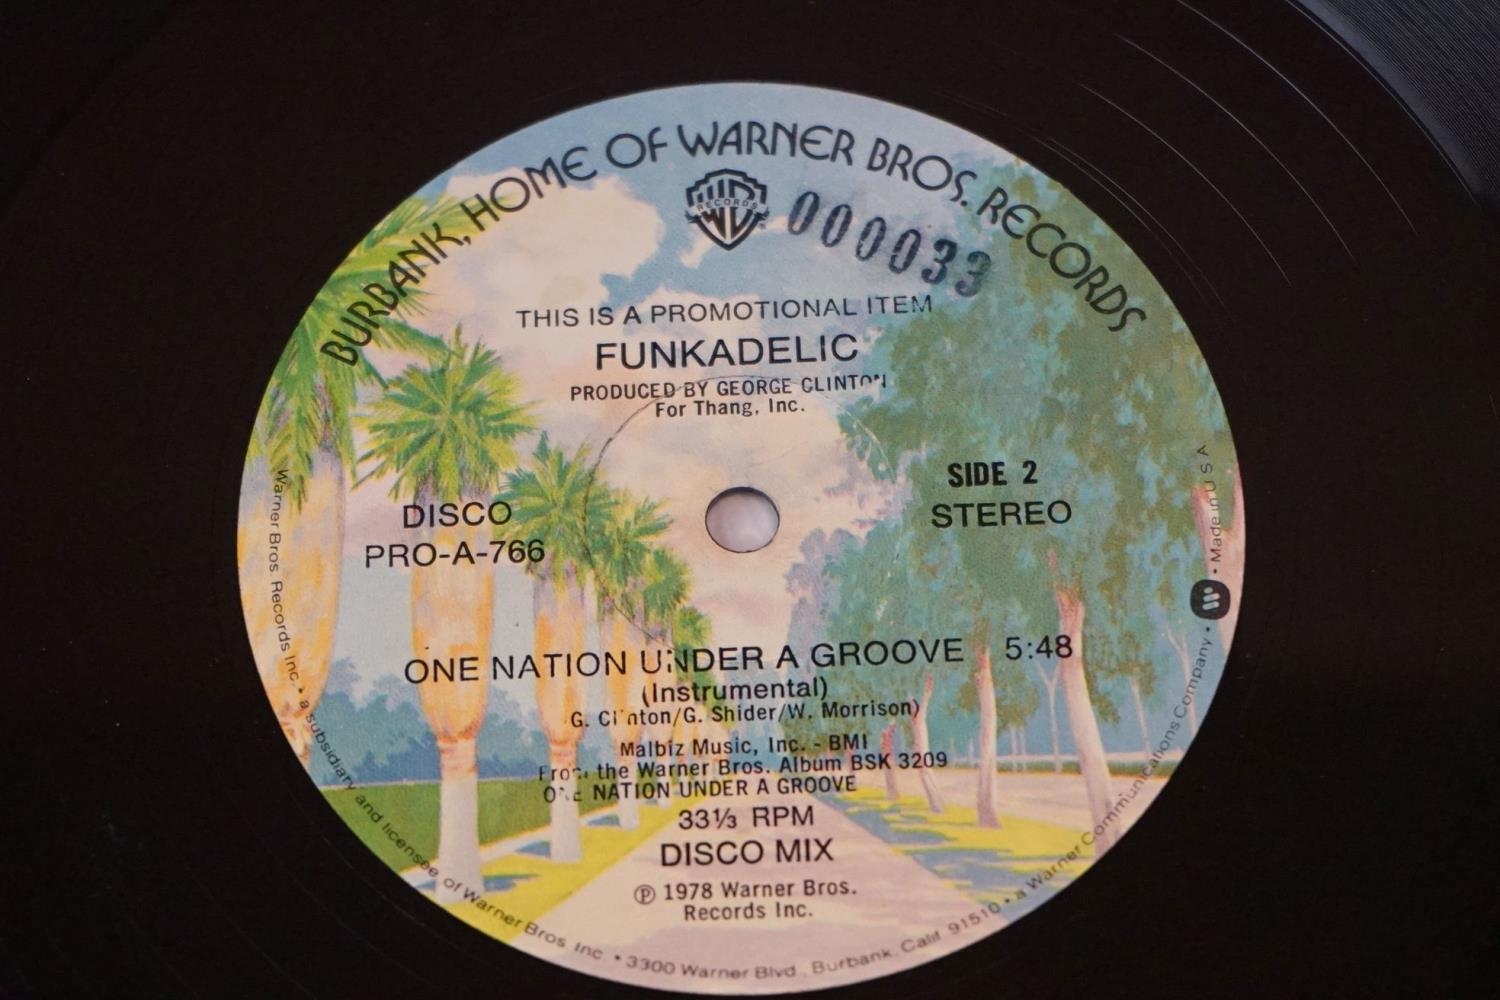 BURBANK, HOME OF WARNER BROS. RECORDS
RECORDS
000033
THIS IS A PROMOTIONAL ITEM
FUNKADELIC
PRODUCED BY GEORGE CLINTON
For Thang, Inc.
DISCO
PRO-A-766
SIDE 2
STEREO
ONE NATION UNDER A GROOVE 5:48
(Instrumental)
G. Clinton/G. Shider/W. Morrison)
Malbiz Music, Inc. - BMI
From the Warner Bros. Album BSK 3209
ONE NATION UNDER A GROOVE
33⅓ RPM
DISCO MIX
℗ 1978 Warner Bros.
Records Inc.
Warner Bros. Records Inc. • a subsidiary and licensee of Warner Bros. Inc. • 3300 Warner Blvd., Burbank, Calif. 91510 • a Warner Communications Company • • Made in U S A